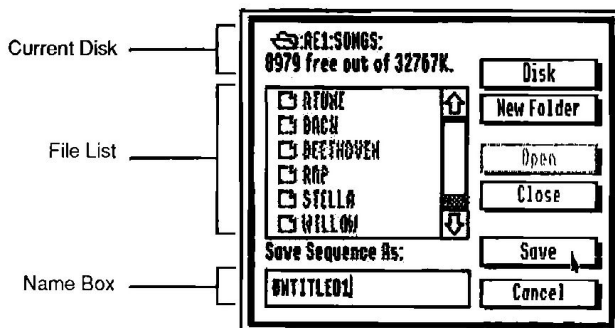 Current Disk
:AE1:SONGS:
8979 free out of 32767K.
Disk
New Folder
File List
ATUNE
BACH
BEETHOVEN
RAP
STELLA
WILLOW
Open
Close
Save Sequence As:
Save
Name Box
UNTITLED1
Cancel